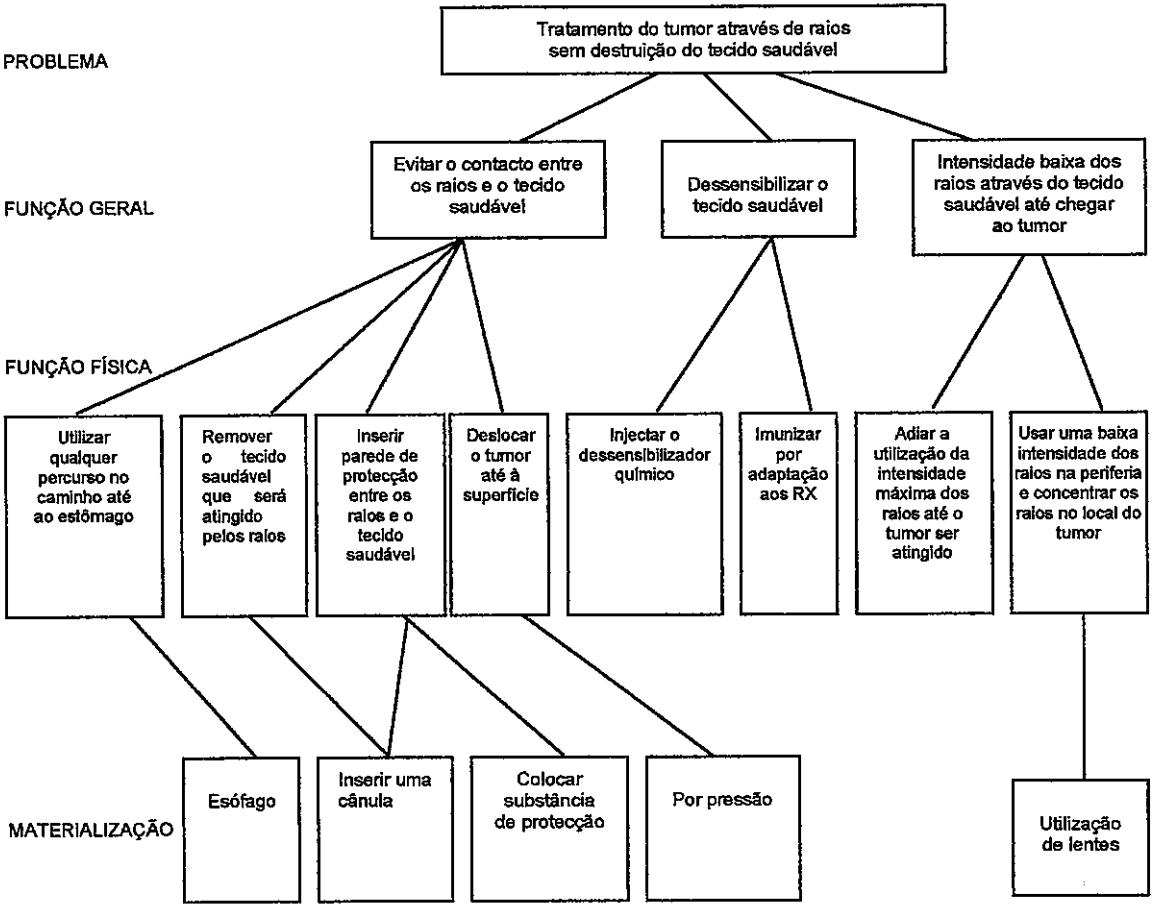 Tratamento do tumor através de raios
sem destruição do tecido saudável
PROBLEMA
Evitar o contacto entre
os raios e o tecido
saudável
Dessensibilizar o
tecido saudável
Intensidade baixa dos
raios através do tecido
saudável até chegar
ao tumor
FUNÇÃO GERAL
FUNÇÃO FÍSICA
Utilizar
qualquer
percurso no
caminho até
ao estômago
Remover
o tecido
saudável
que será
atingido
pelos raios
Inserir
parede de
protecção
entre os
raios e o
tecido
saudável
Deslocar
o tumor
até à
superfície
Injectar o
dessensibilizador
químico
Imunizar
por
adaptação
aos RX
Adiar a
utilização da
intensidade
máxima dos
raios até o
tumor ser
atingido
Usar uma baixa
intensidade dos
raios na periferia
e concentrar os
raios no local do
tumor
Esófago
Inserir uma
cânula
Colocar
substância
de protecção
Por pressão
MATERIALIZAÇÃO
Utilização
de lentes